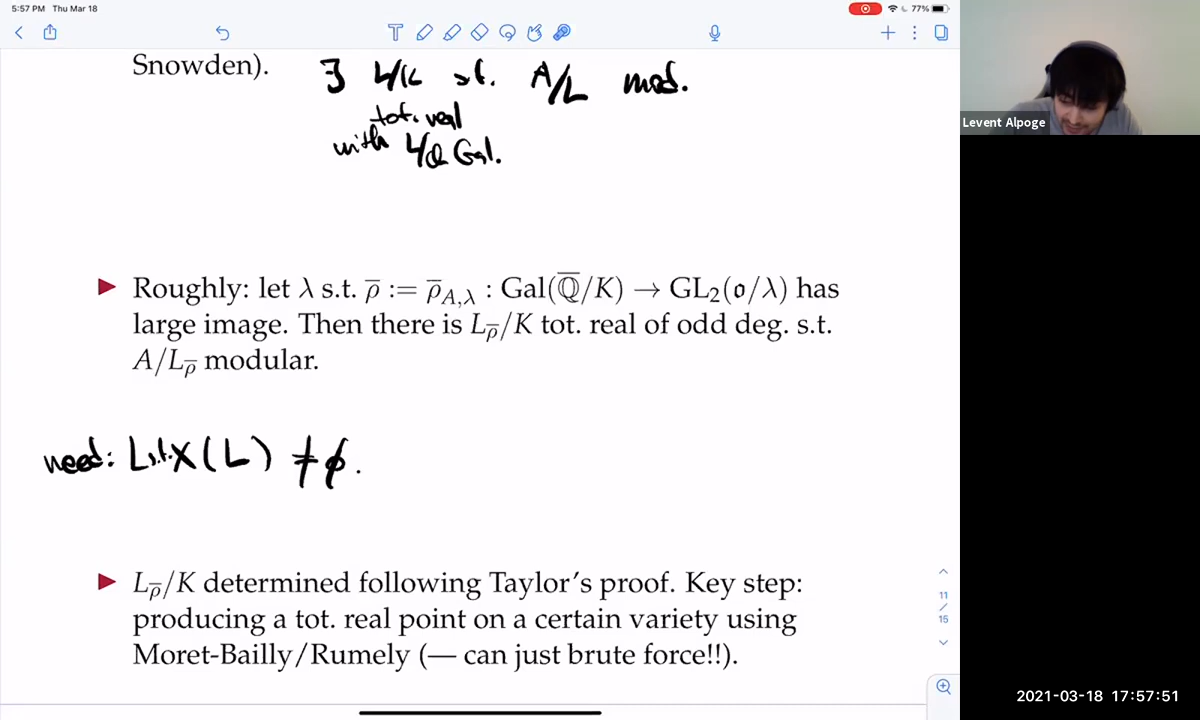 5:57 PM Thu Mar 18
77%
Snowden).
∃ L/K st. A/L mod.
tot. real
with L/ℚ Gal.
Levent Alpoge
▶ Roughly: let λ s.t. ρ̄ := ρ̄_{A,λ} : Gal(ℚ̄/K) → GL₂(𝔬/λ) has
large image. Then there is L_ρ̄/K tot. real of odd deg. s.t.
A/L_ρ̄ modular.
need: L s.t. X(L) ≠ ∅.
▶ L_ρ̄/K determined following Taylor's proof. Key step:
producing a tot. real point on a certain variety using
Moret-Bailly/Rumely (— can just brute force!!).
11
/
15
2021-03-18 17:57:51